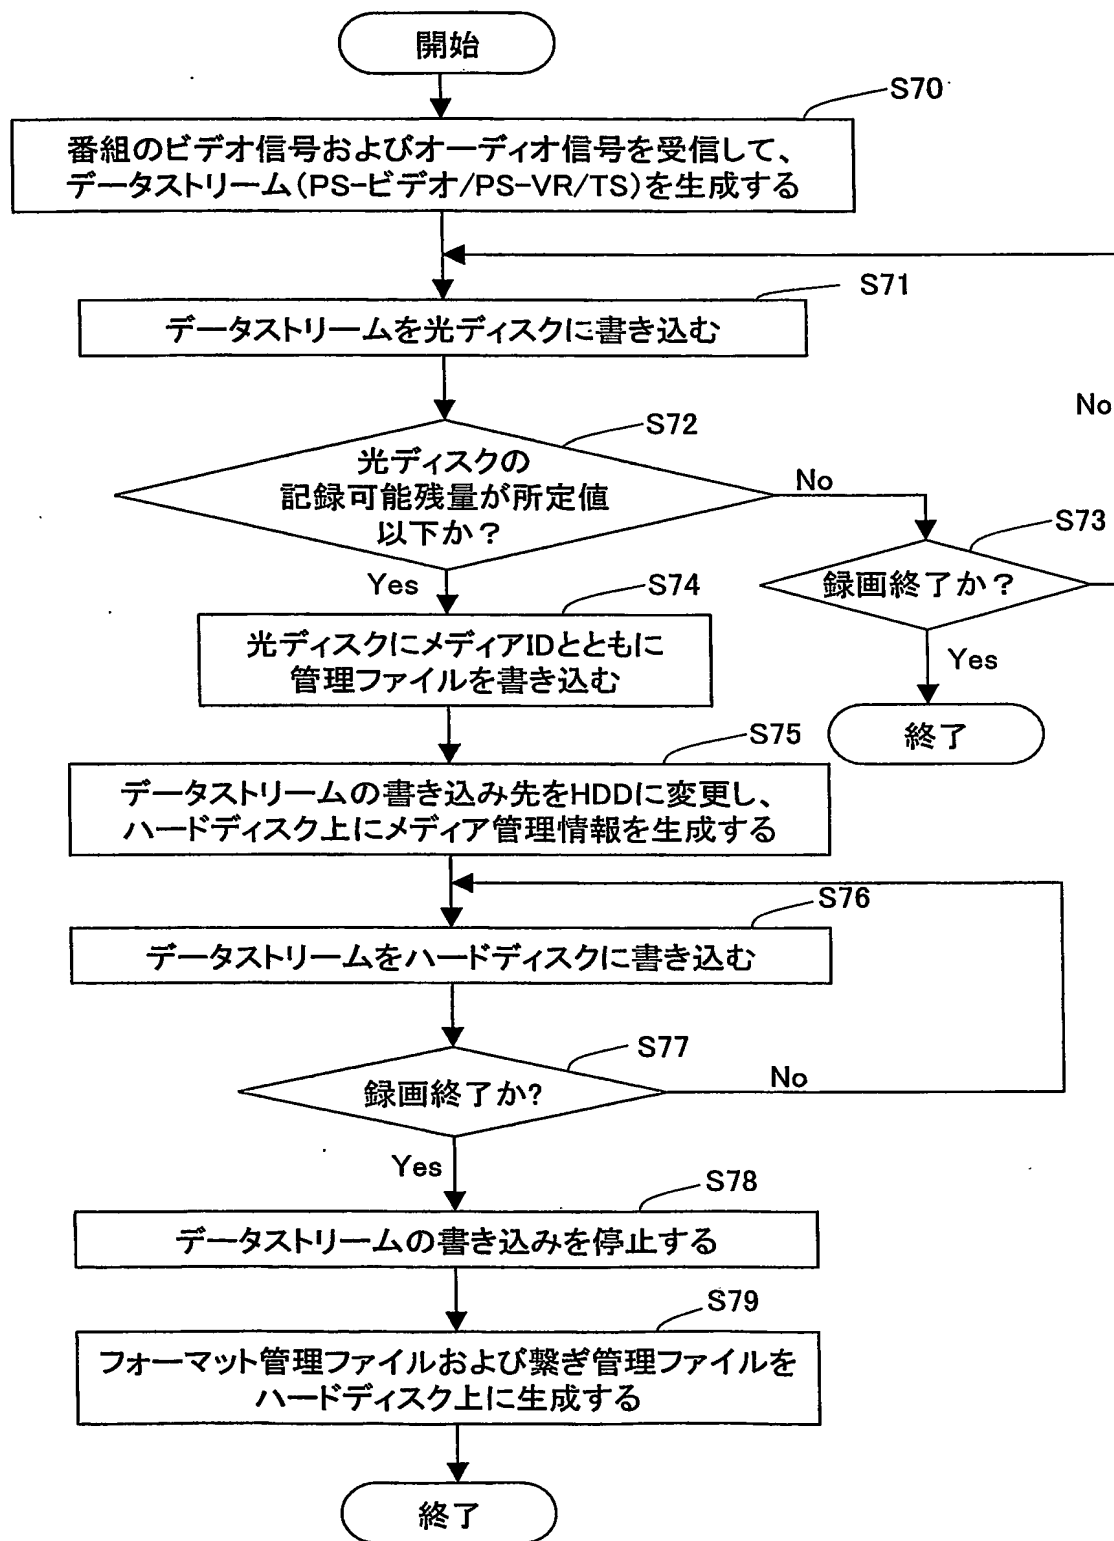 開始
S70
番組のビデオ信号およびオーディオ信号を受信して、
データストリーム(PS-ビデオ/PS-VR/TS)を生成する
S71
データストリームを光ディスクに書き込む
S72
光ディスクの
記録可能残量が所定値
以下か?
No
No
S73
録画終了か?
Yes
終了
Yes
S74
光ディスクにメディアIDとともに
管理ファイルを書き込む
S75
データストリームの書き込み先をHDDに変更し、
ハードディスク上にメディア管理情報を生成する
S76
データストリームをハードディスクに書き込む
S77
録画終了か?
No
Yes
S78
データストリームの書き込みを停止する
S79
フォーマット管理ファイルおよび繋ぎ管理ファイルを
ハードディスク上に生成する
終了